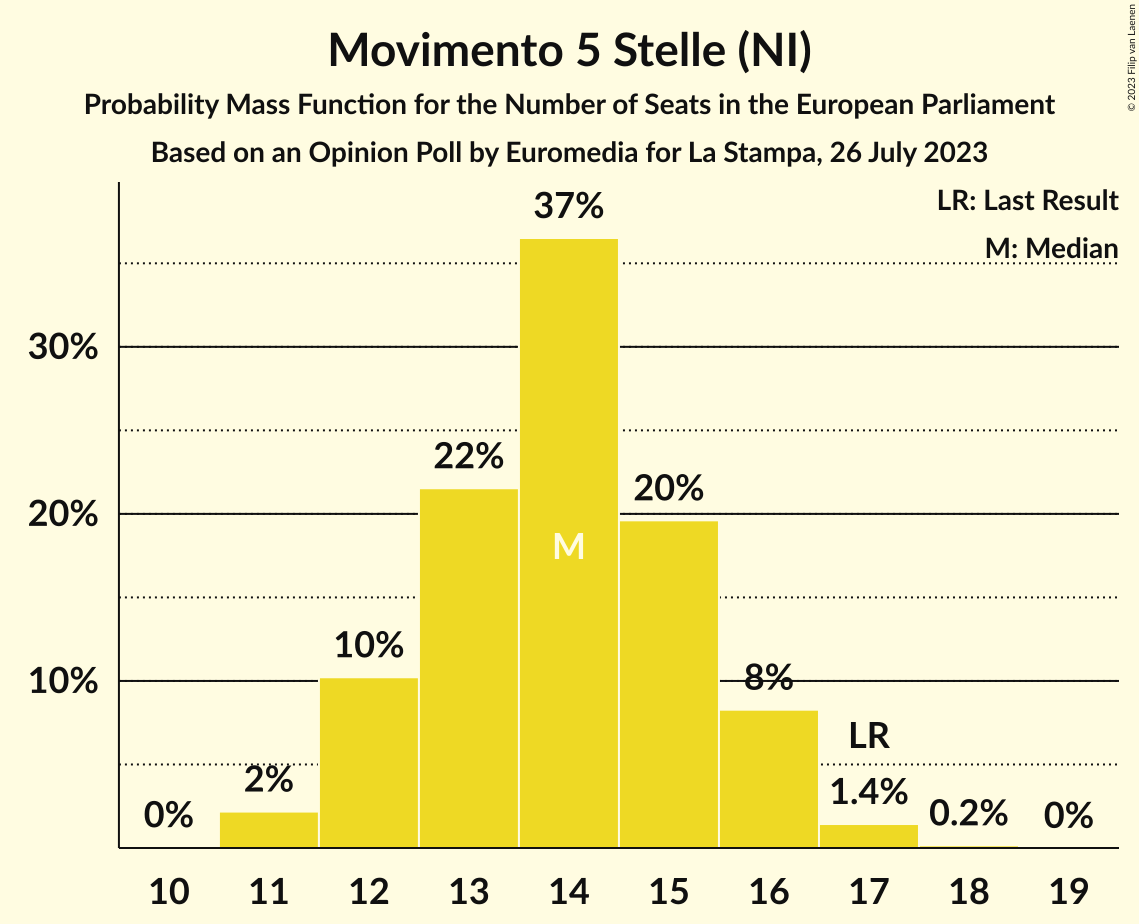 Movimento 5 Stelle (NI)
Probability Mass Function for the Number of Seats in the European Parliament
Based on an Opinion Poll by Euromedia for La Stampa, 26 July 2023
© 2023 Filip van Laenen
LR: Last Result
M: Median
37%
30%
22%
20%
20%
M
10%
10%
8%
LR
2%
1.4%
0%
0.2%
0%
10 11 12 13 14 15 16 17 18 19